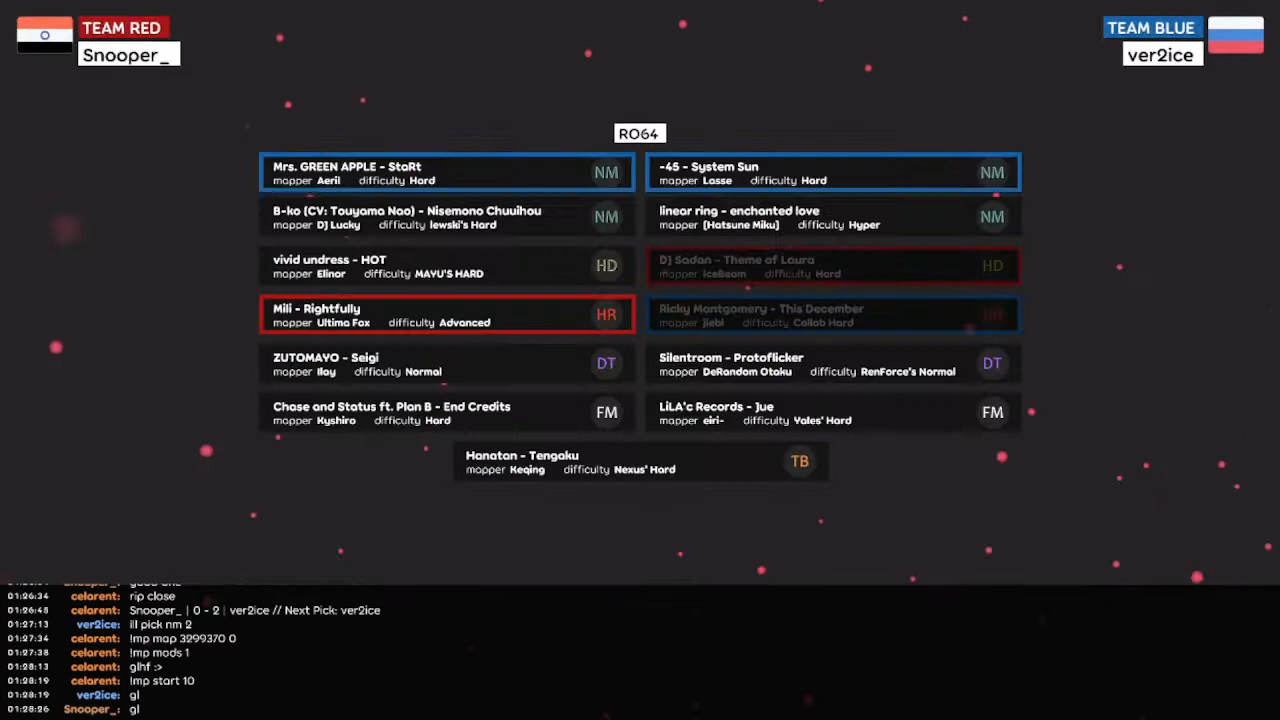 TEAM RED
Snooper_
TEAM BLUE
ver2ice
RO64
Mrs. GREEN APPLE - StaRt
mapper Aeril difficulty Hard
NM
-45 - System Sun
mapper Lasse difficulty Hard
NM
B-ko (CV: Touyama Nao) - Nisemono Chuuihou
mapper DJ Lucky difficulty lewski's Hard
NM
linear ring - enchanted love
mapper [Hatsune Miku] difficulty Hyper
NM
vivid undress - HOT
mapper Elinor difficulty MAYU'S HARD
HD
DJ Sadan - Theme of Laura
mapper IceBeam difficulty Hard
HD
Mili - Rightfully
mapper Ultima Fox difficulty Advanced
HR
Ricky Montgomery - This December
mapper jiebi difficulty Collab Hard
HR
ZUTOMAYO - Seigi
mapper Ilay difficulty Normal
DT
Silentroom - Protoflicker
mapper DeRandom Otaku difficulty RenForce's Normal
DT
Chase and Status ft. Plan B - End Credits
mapper Kyshiro difficulty Hard
FM
LiLA'c Records - Jue
mapper eiri- difficulty Yales' Hard
FM
Hanatan - Tengaku
mapper Keqing difficulty Nexus' Hard
TB
01:26:34 celarent: rip close
01:26:45 celarent: Snooper_ | 0 - 2 | ver2ice // Next Pick: ver2ice
01:27:13 ver2ice: ill pick nm 2
01:27:34 celarent: !mp map 3299370 0
01:27:38 celarent: !mp mods 1
01:28:13 celarent: glhf :>
01:28:19 celarent: !mp start 10
01:28:19 ver2ice: gl
01:28:26 Snooper_: gl